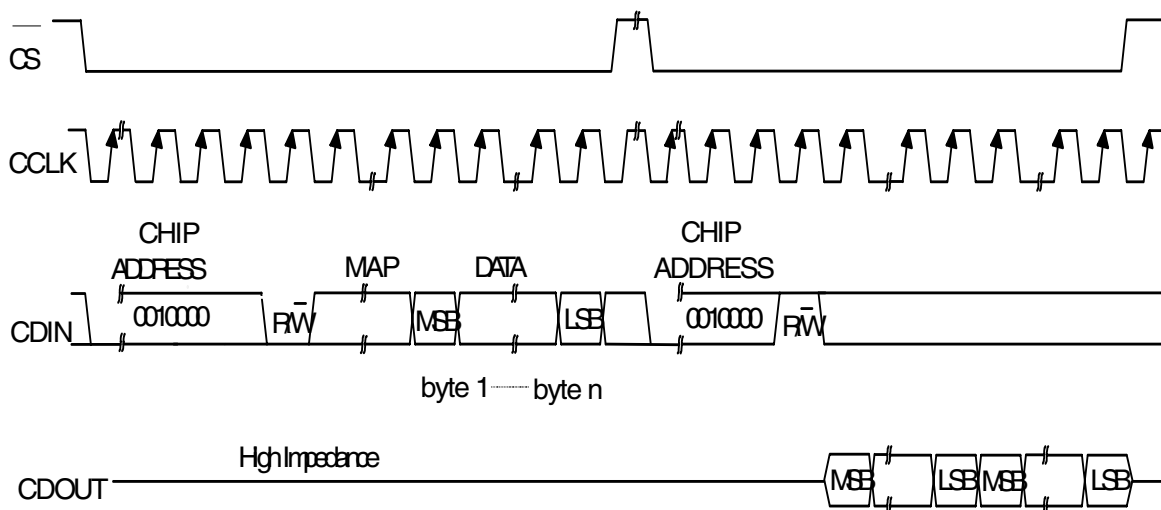 CS
CCLK
CHIP
ADDRESS
MAP
DATA
CHIP
ADDRESS
CDIN
0010000
R/W
MSB
LSB
0010000
R/W
byte 1
byte n
High Impedance
CDOUT
MSB
LSB
MSB
LSB